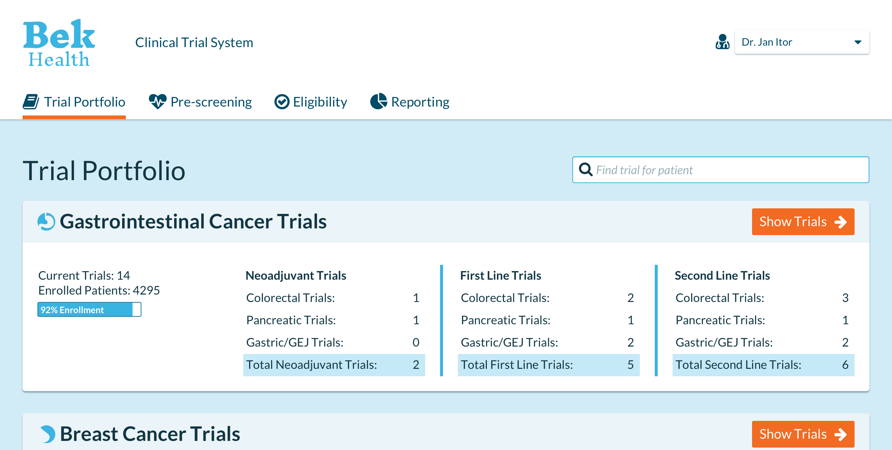 Bek
Health
Clinical Trial System
Dr. Jan Itor
Trial Portfolio
Pre-screening
Eligibility
Reporting
Trial Portfolio
Find trial for patient
Gastrointestinal Cancer Trials
Show Trials
Current Trials: 14
Enrolled Patients: 4295
92% Enrollment
Neoadjuvant Trials
Colorectal Trials: 1
Pancreatic Trials: 1
Gastric/GEJ Trials: 0
Total Neoadjuvant Trials: 2
First Line Trials
Colorectal Trials: 2
Pancreatic Trials: 1
Gastric/GEJ Trials: 2
Total First Line Trials: 5
Second Line Trials
Colorectal Trials: 3
Pancreatic Trials: 1
Gastric/GEJ Trials: 2
Total Second Line Trials: 6
Breast Cancer Trials
Show Trials